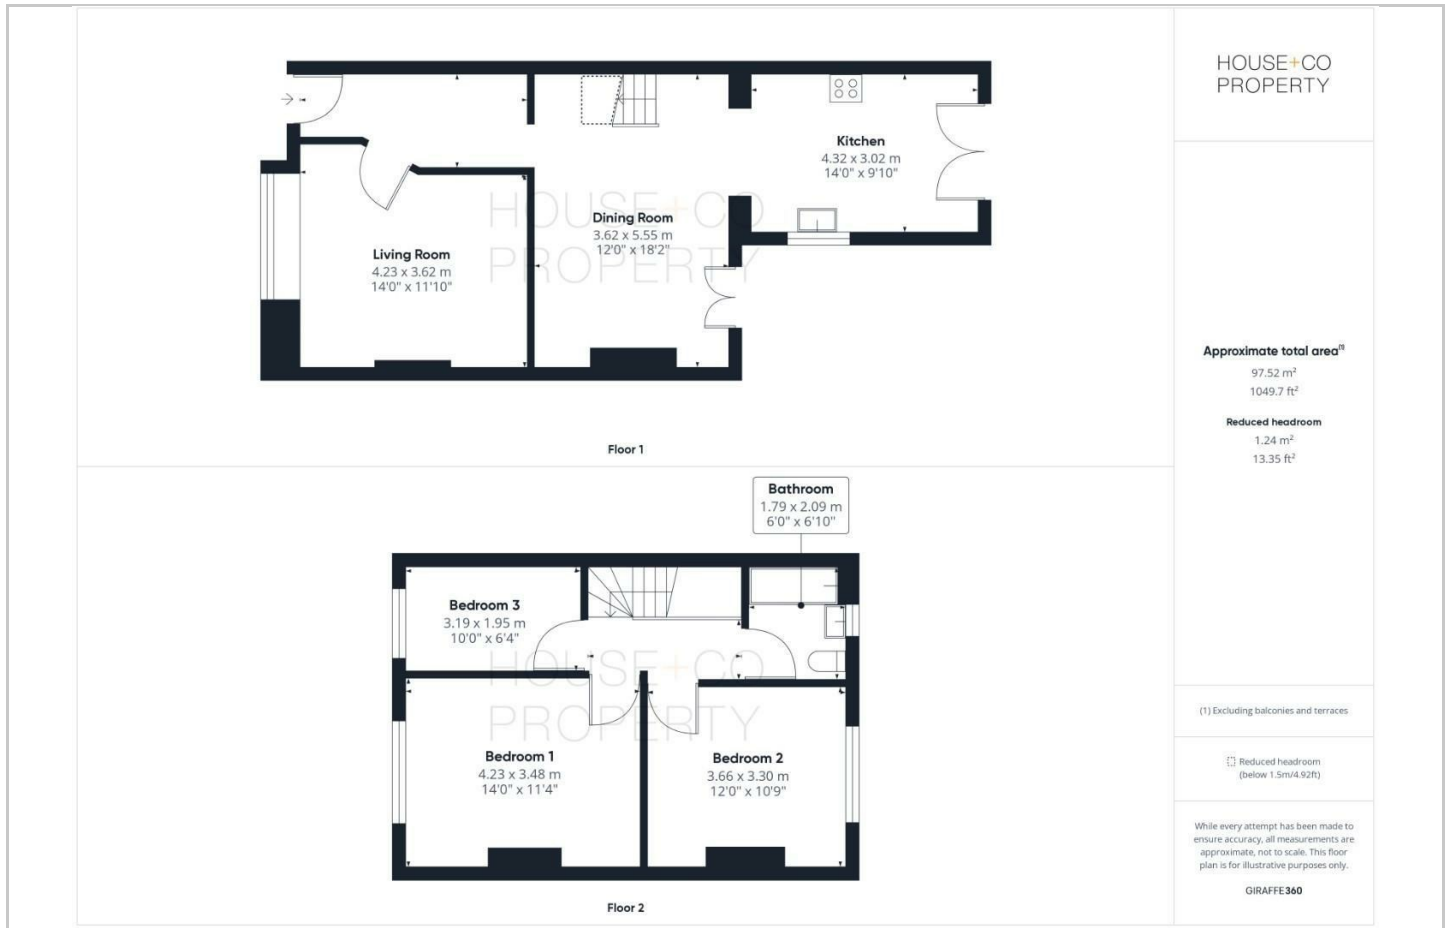 HOUSE+CO
PROPERTY
Kitchen
4.32 x 3.02 m
14'0" x 9'10"
Dining Room
3.62 x 5.55 m
12'0" x 18'2"
Living Room
4.23 x 3.62 m
14'0" x 11'10"
HOUSE+CO
PROPERTY
Floor 1
Approximate total area(1)
97.52 m²
1049.7 ft²
Reduced headroom
1.24 m²
13.35 ft²
Bathroom
1.79 x 2.09 m
6'0" x 6'10"
Bedroom 3
3.19 x 1.95 m
10'0" x 6'4"
HOUSE+CO
PROPERTY
Bedroom 1
4.23 x 3.48 m
14'0" x 11'4"
Bedroom 2
3.66 x 3.30 m
12'0" x 10'9"
Floor 2
(1) Excluding balconies and terraces
Reduced headroom
(below 1.5m/4.92ft)
While every attempt has been made to
ensure accuracy, all measurements are
approximate, not to scale. This floor
plan is for illustrative purposes only.
GIRAFFE360